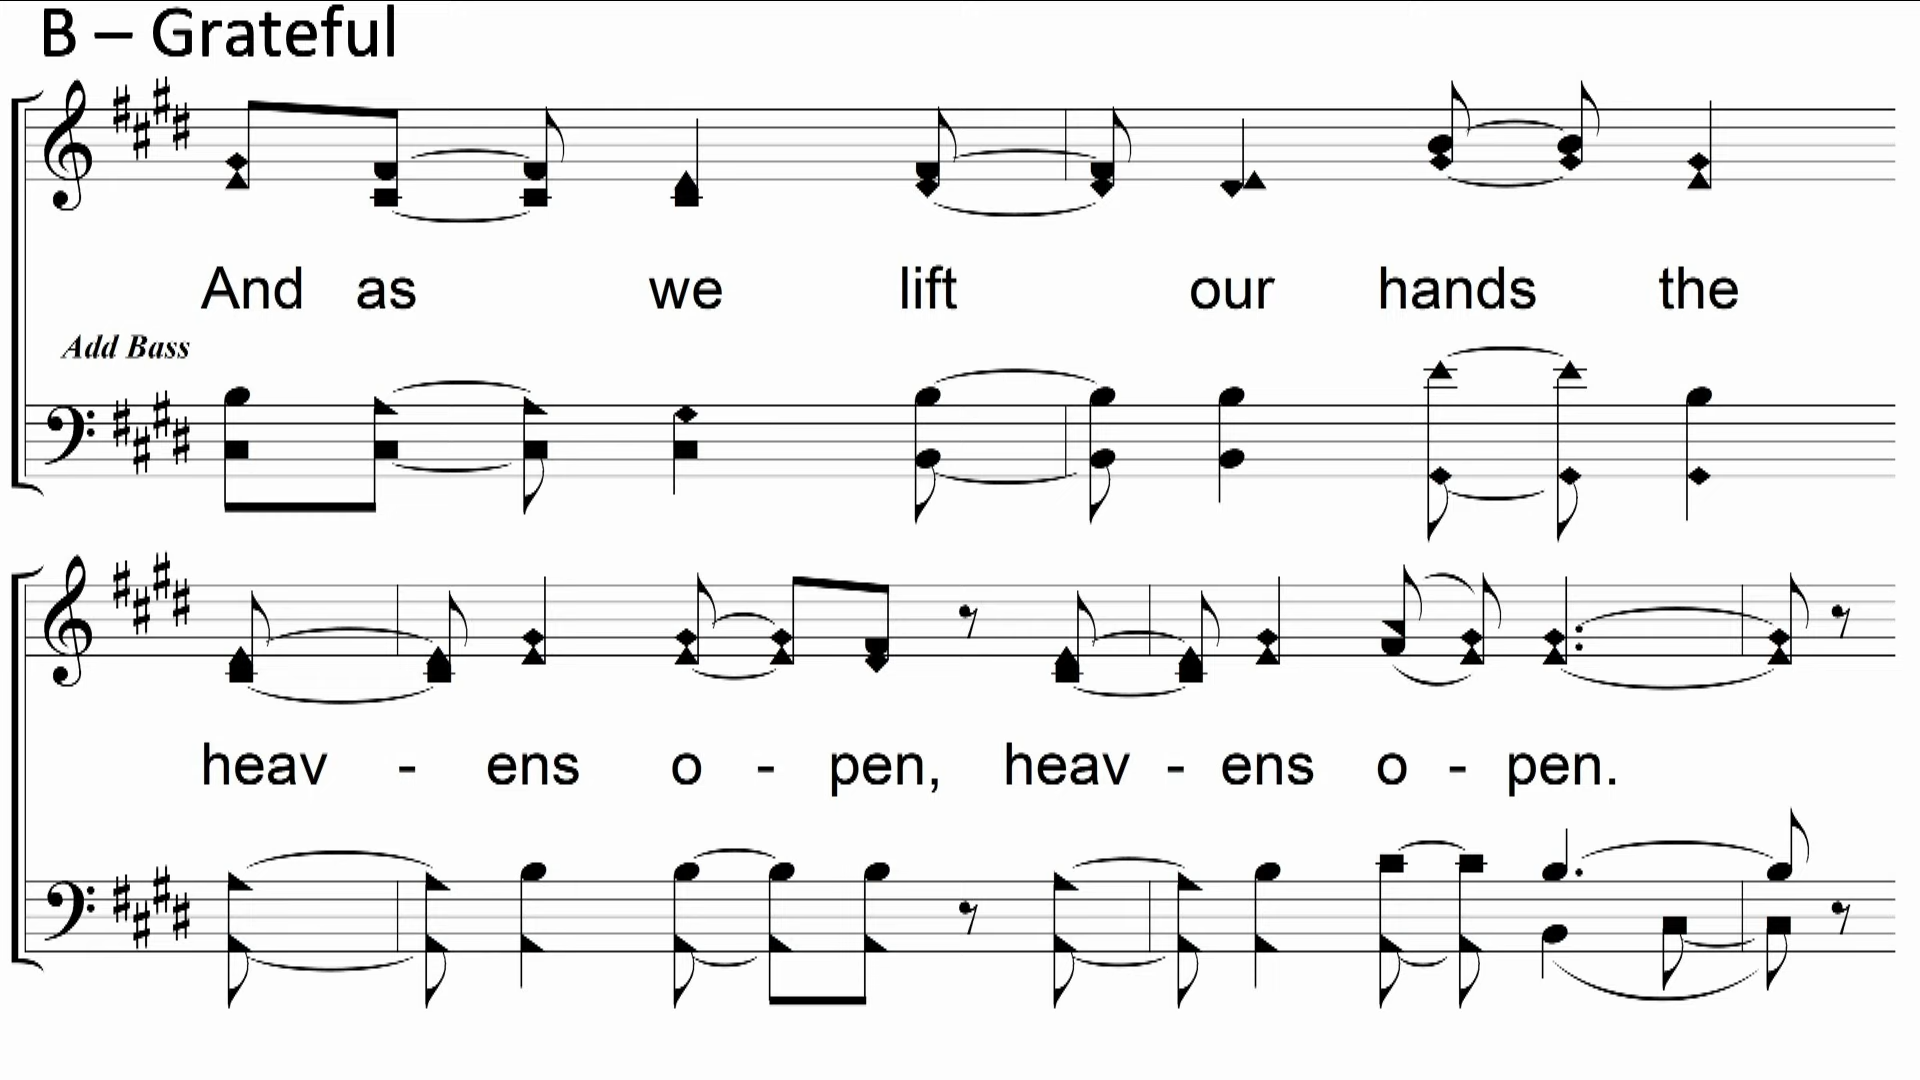 B – Grateful
And as we lift our hands the
Add Bass
heav - ens o - pen, heav - ens o - pen.